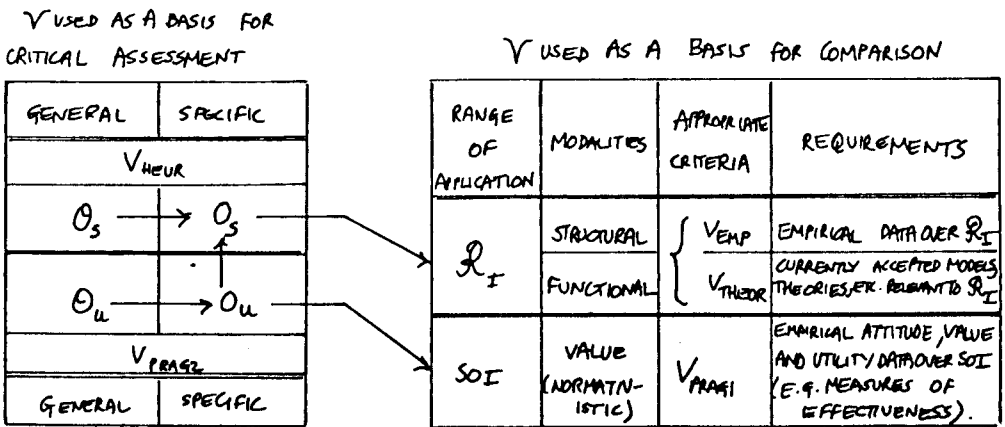 V USED AS A BASIS FOR
CRITICAL ASSESSMENT
GENERAL SPECIFIC
V HEUR
Θs Os
Θu Ou
V PRAG2
GENERAL SPECIFIC
V USED AS A BASIS FOR COMPARISON
RANGE OF APPLICATION MODALITIES APPROPRIATE CRITERIA REQUIREMENTS
ℛI
STRUCTURAL V EMP EMPIRICAL DATA OVER ℛI
FUNCTIONAL V THEOR CURRENTLY ACCEPTED MODELS,
THEORIES, ETC. RELEVANT TO ℛI
SOI
VALUE
(NORMATIN-
ISTIC)
V PRAG1
EMPIRICAL ATTITUDE, VALUE
AND UTILITY DATA OVER SOI
(E.G. MEASURES OF
EFFECTIVENESS).